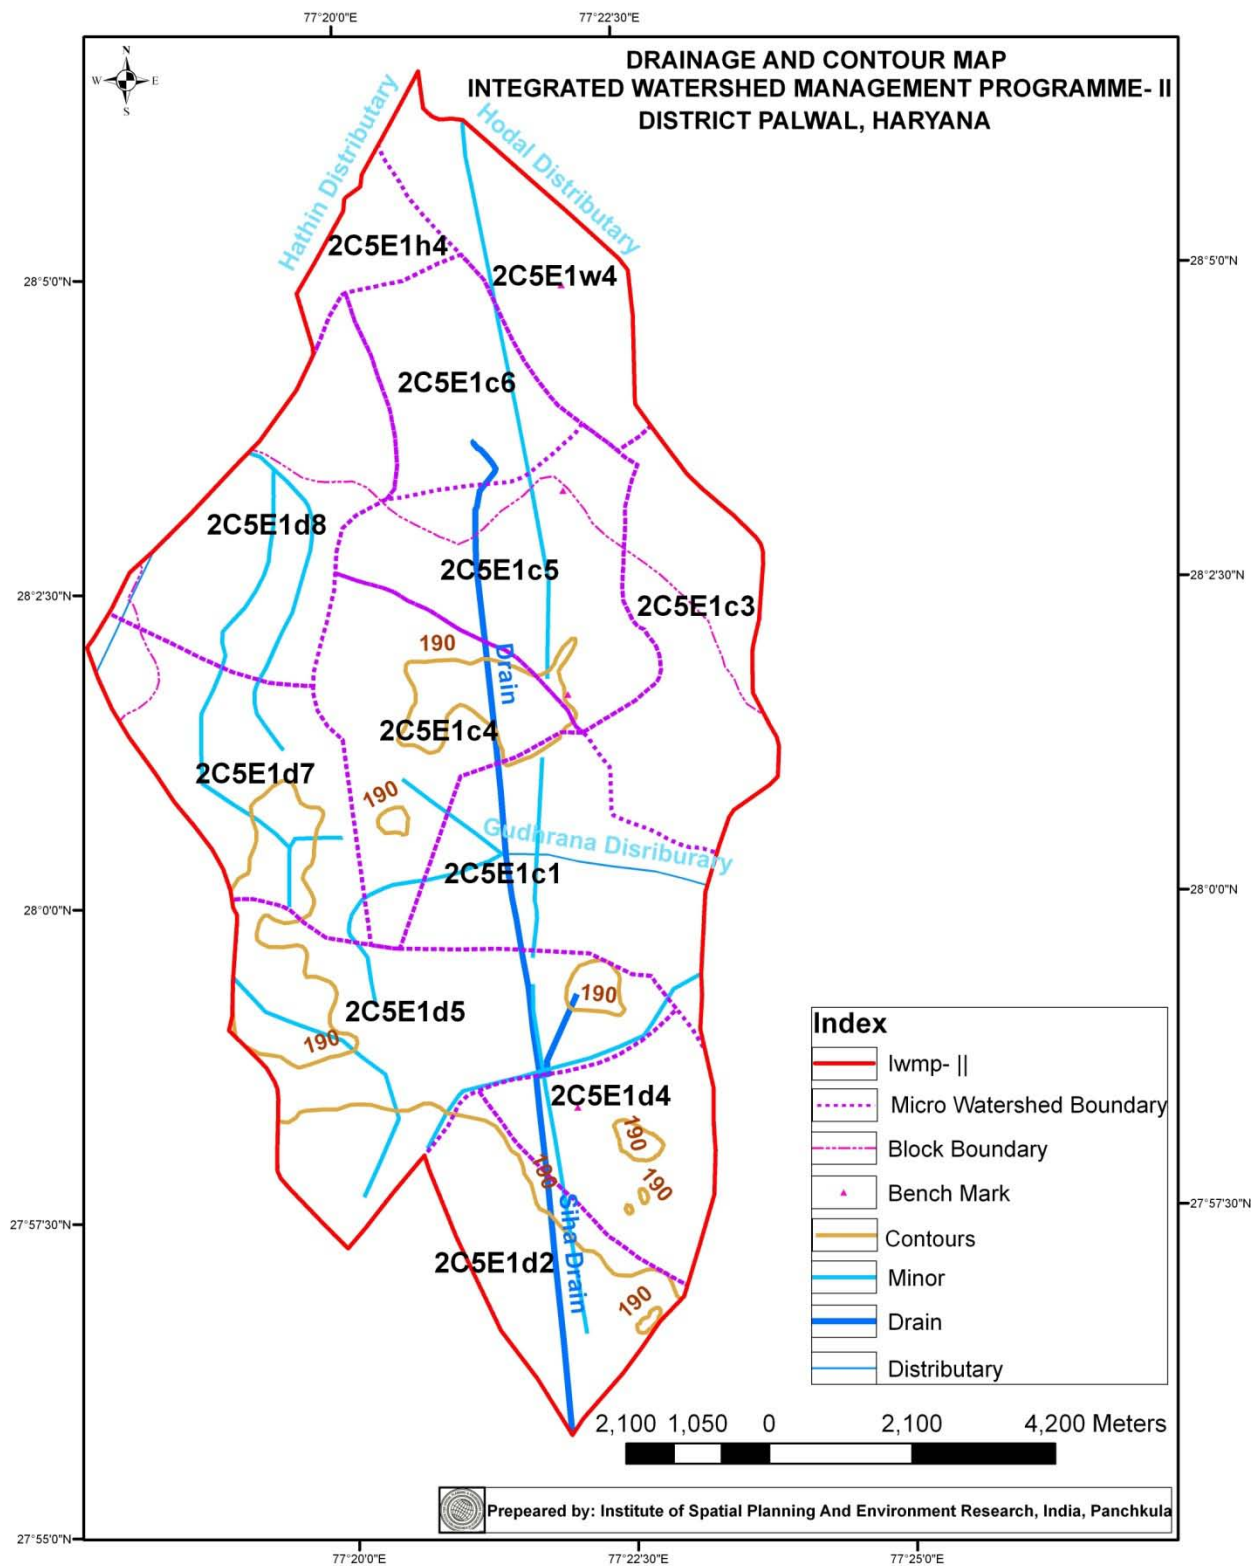 77°20'0"E
77°22'30"E
N
W
E
S
DRAINAGE AND CONTOUR MAP
INTEGRATED WATERSHED MANAGEMENT PROGRAMME- II
DISTRICT PALWAL, HARYANA
Hathin Distributary
Hodal Distributary
2C5E1h4
2C5E1w4
28°5'0"N
28°5'0"N
2C5E1c6
2C5E1d8
2C5E1c5
28°2'30"N
28°2'30"N
2C5E1c3
190
Drain
2C5E1c4
2C5E1d7
190
Gudhrana Disriburary
2C5E1c1
28°0'0"N
28°0'0"N
190
2C5E1d5
190
2C5E1d4
190
190
190
Siha Drain
27°57'30"N
27°57'30"N
2C5E1d2
190
Index
Iwmp- ||
Micro Watershed Boundary
Block Boundary
Bench Mark
Contours
Minor
Drain
Distributary
2,100 1,050 0 2,100 4,200 Meters
Prepeared by: Institute of Spatial Planning And Environment Research, India, Panchkula
27°55'0"N
77°20'0"E
77°22'30"E
77°25'0"E